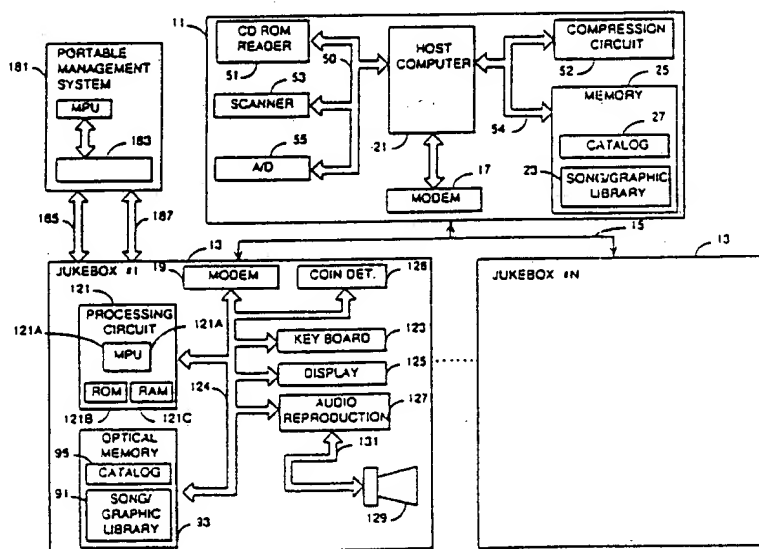 11
CD ROM
READER
51
50
HOST
COMPUTER
21
COMPRESSION
CIRCUIT
52
SCANNER
53
A/D
55
54
MEMORY
25
CATALOG
27
SONG/GRAPHIC
LIBRARY
23
MODEM
17
15
181
PORTABLE
MANAGEMENT
SYSTEM
MPU
183
185
187
JUKEBOX #1
13
19
MODEM
COIN DET.
128
121
PROCESSING
CIRCUIT
121A
121A
MPU
ROM
RAM
121B
121C
124
KEY BOARD
123
DISPLAY
125
AUDIO
REPRODUCTION
127
131
129
OPTICAL
MEMORY
95
CATALOG
91
SONG/
GRAPHIC
LIBRARY
93
JUKEBOX #N
13